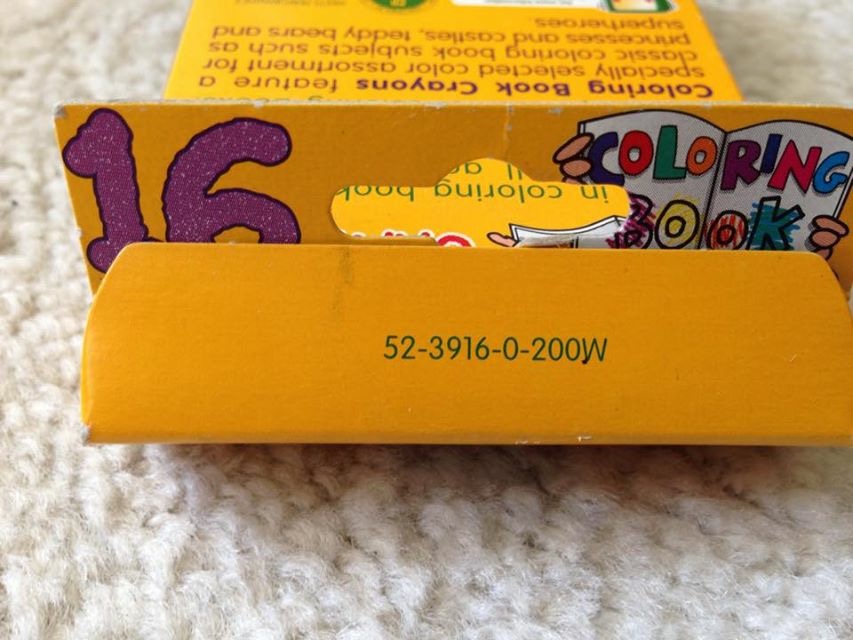 Coloring Book Crayons feature a
specially selected color assortment for
classic coloring book subjects such as
princesses and castles, teddy bears and
superheroes
16
COLORING
BOOK
in coloring book
52-3916-0-200W